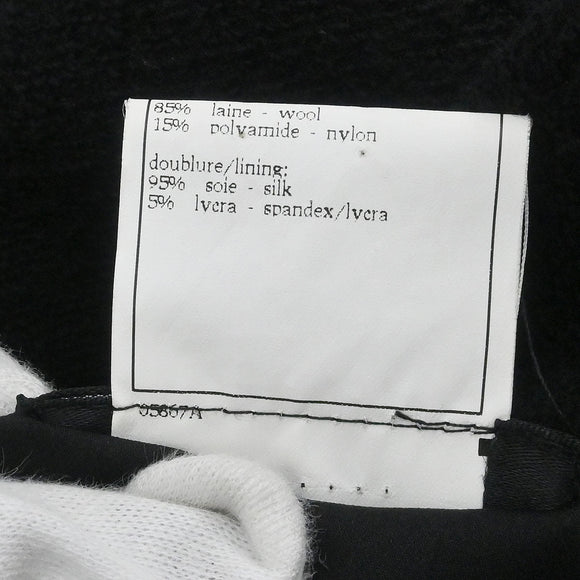 85% laine - wool
15% polyamide - nylon
doublure/lining:
95% soie - silk
5% lycra - spandex/lycra
05867A